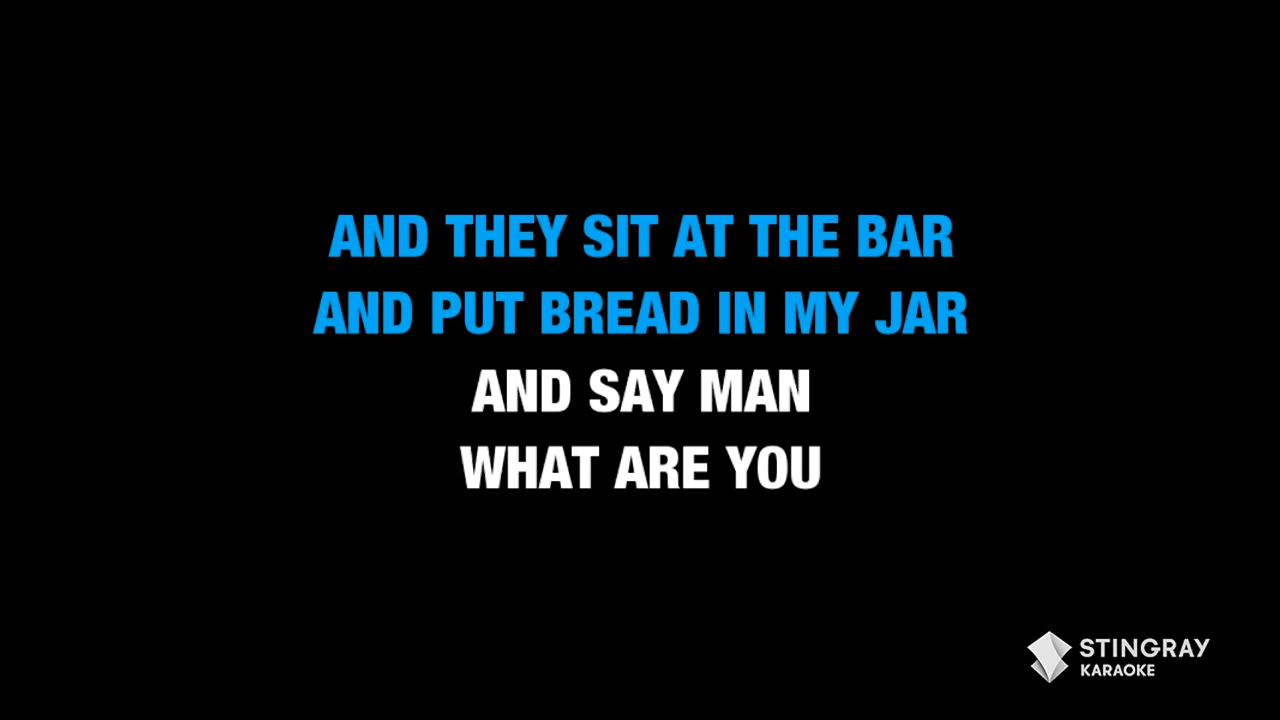 AND THEY SIT AT THE BAR
AND PUT BREAD IN MY JAR
AND SAY MAN
WHAT ARE YOU
STINGRAY
KARAOKE